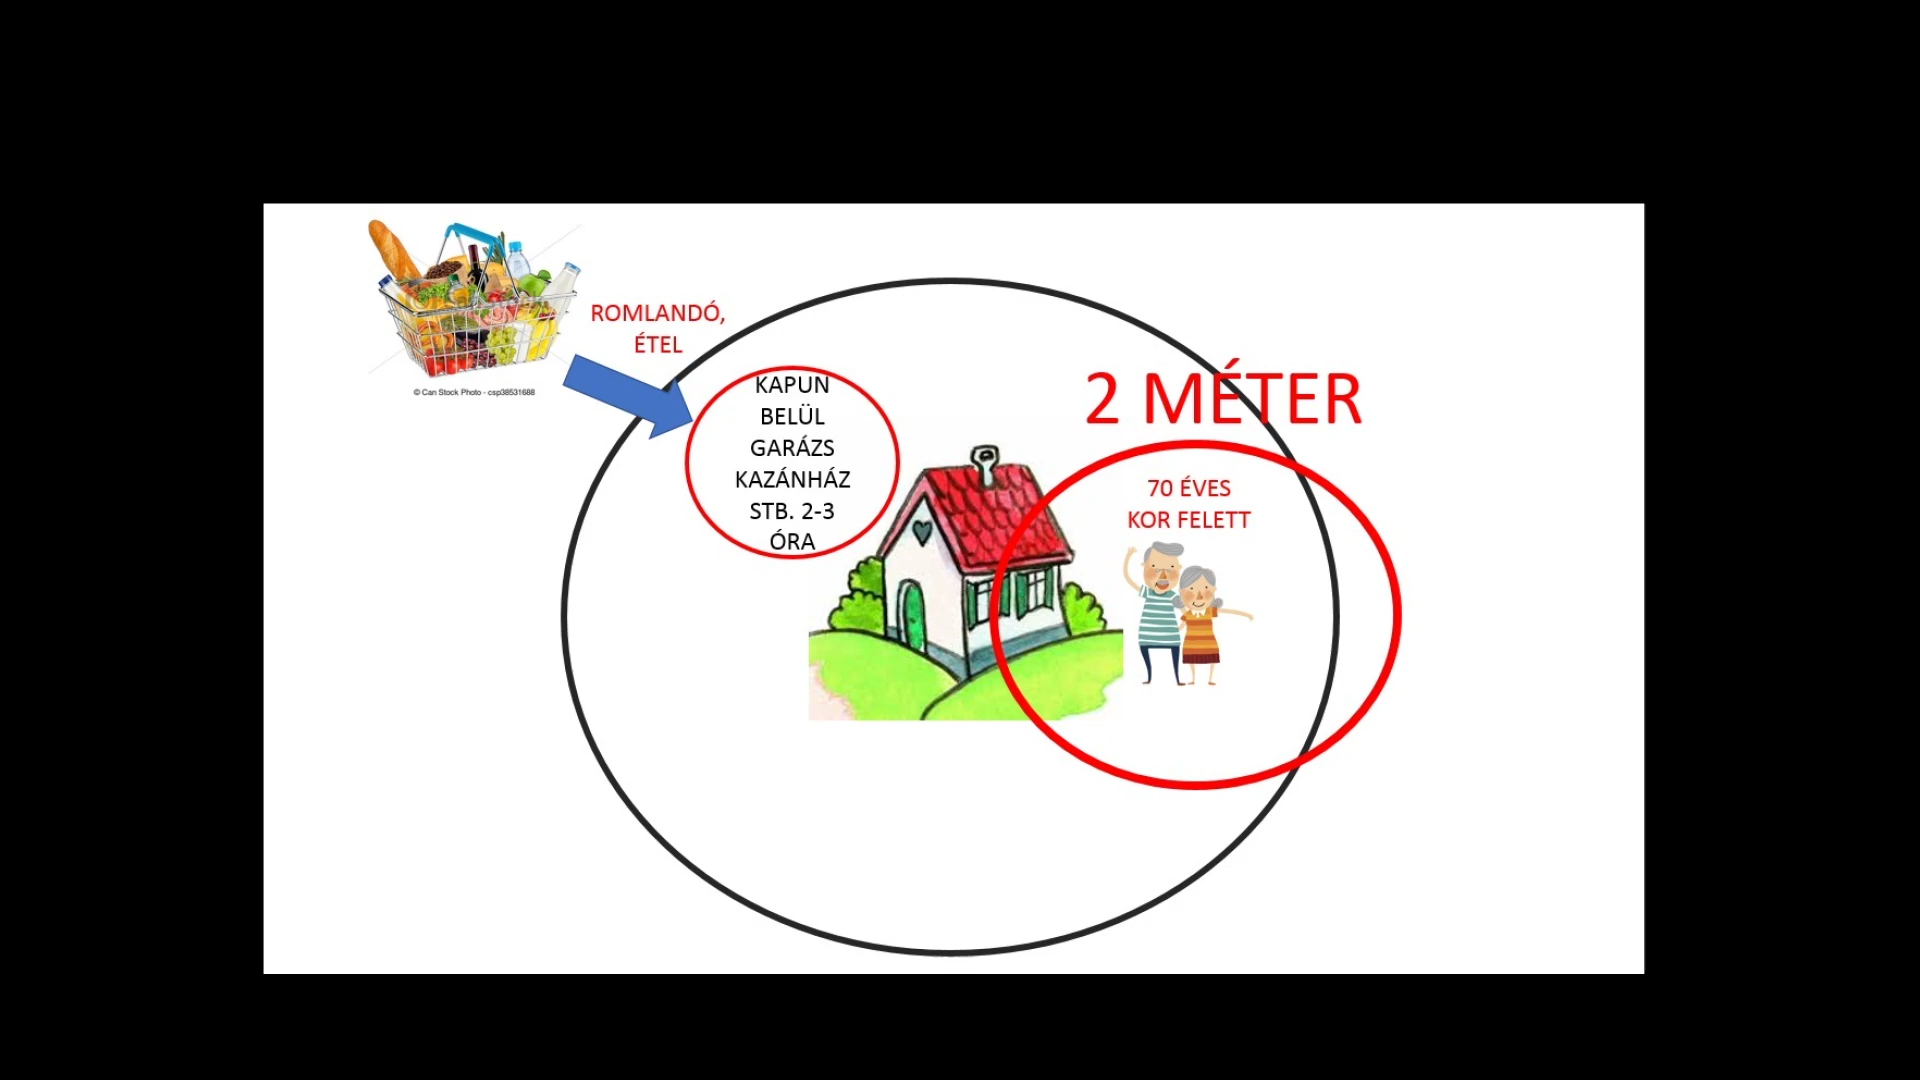 ROMLANDÓ,
ÉTEL
© Can Stock Photo - csp38531688
KAPUN
BELÜL
GARÁZS
KAZÁNHÁZ
STB. 2-3
ÓRA
2 MÉTER
70 ÉVES
KOR FELETT